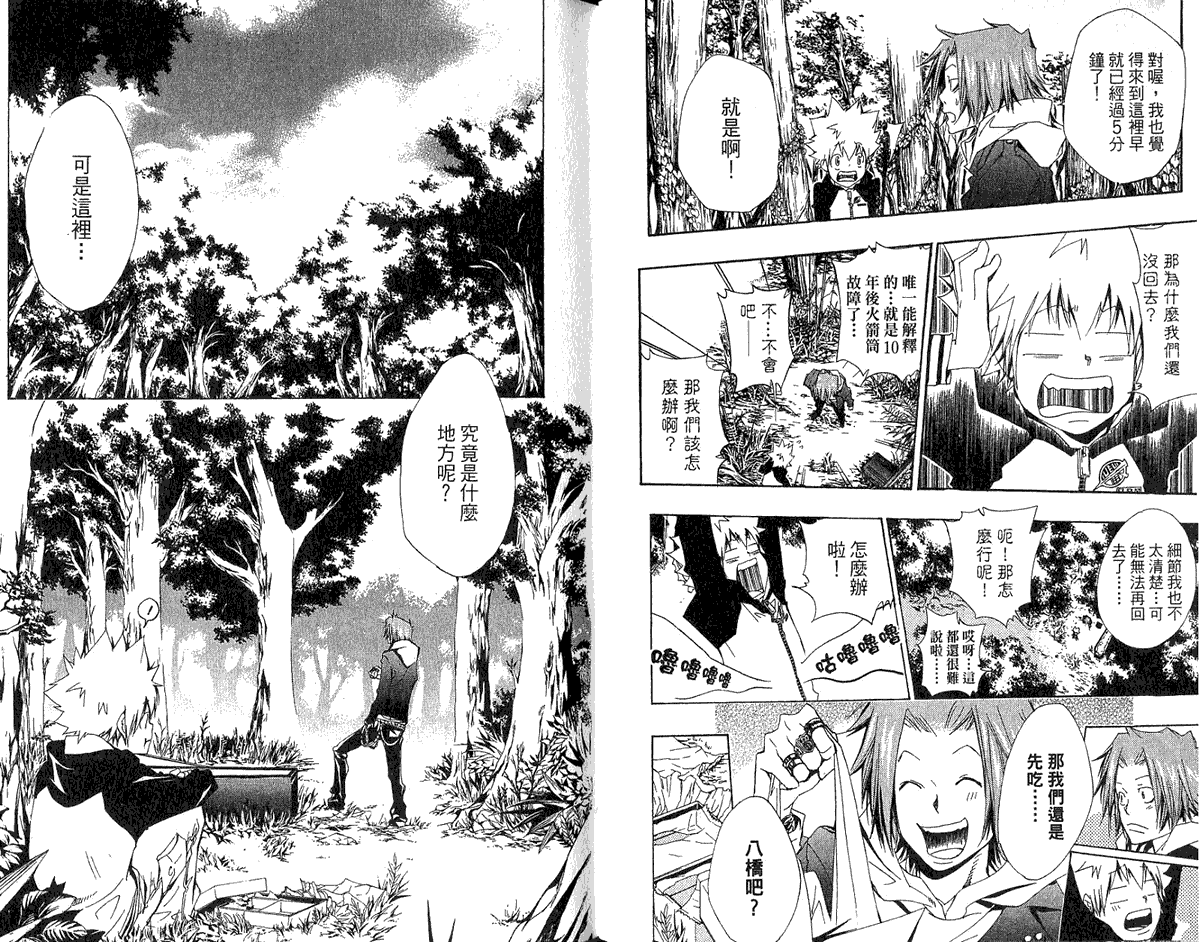 對喔，我也覺
得來到這裡早
就已經過5分
鐘了！
就是啊！
那為什麼我們還
沒回去？
唯一能解釋
的…就是10
年後火箭筒
故障了…
不…不會
吧—
那我們該怎
麼辦啊？
細節我也不
太清楚…可
能無法再回
去了……
呃！那怎
麼行呢！
哎呀…這
都還很難
說啦……
怎麼辦
啦！
咕嚕嚕嚕
嚕嚕嚕嚕
那我們還是
先吃……
八橋吧？
可是這裡…
究竟是什麼
地方呢？